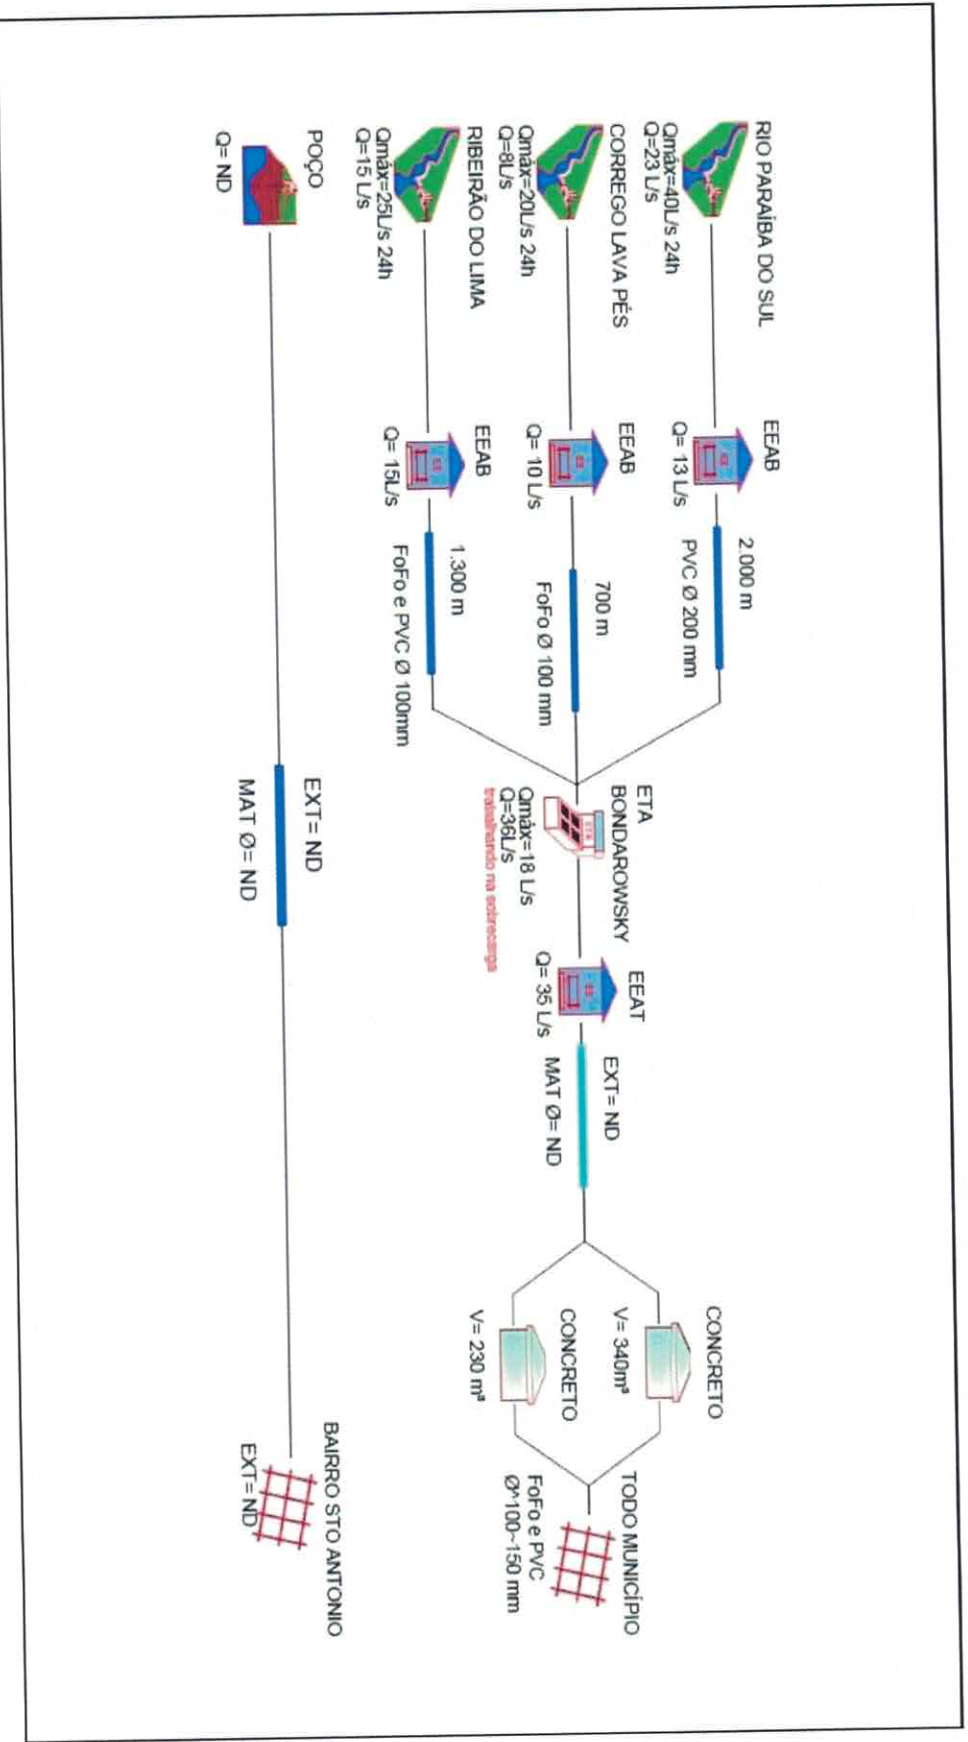 RIO PARAÍBA DO SUL
Qmáx=40L/s 24h
Q=23 L/s
EEAB
Q= 13 L/s
2.000 m
PVC Ø 200 mm
CORREGO LAVA PÉS
Qmáx=20L/s 24h
Q=8L/s
EEAB
Q= 10 L/s
700 m
FoFo Ø 100 mm
RIBEIRÃO DO LIMA
Qmáx=25L/s 24h
Q=15 L/s
EEAB
Q= 15L/s
1.300 m
FoFo e PVC Ø 100mm
ETA
BONDAROWSKY
Qmáx=18 L/s
Q=36L/s
trabalhando na sobrecarga
EEAT
Q= 35 L/s
EXT= ND
MAT Ø= ND
CONCRETO
V= 340m³
CONCRETO
V= 230 m³
TODO MUNICÍPIO
FoFo e PVC
Ø^100~150 mm
POÇO
Q= ND
EXT= ND
MAT Ø= ND
BAIRRO STO ANTONIO
EXT= ND